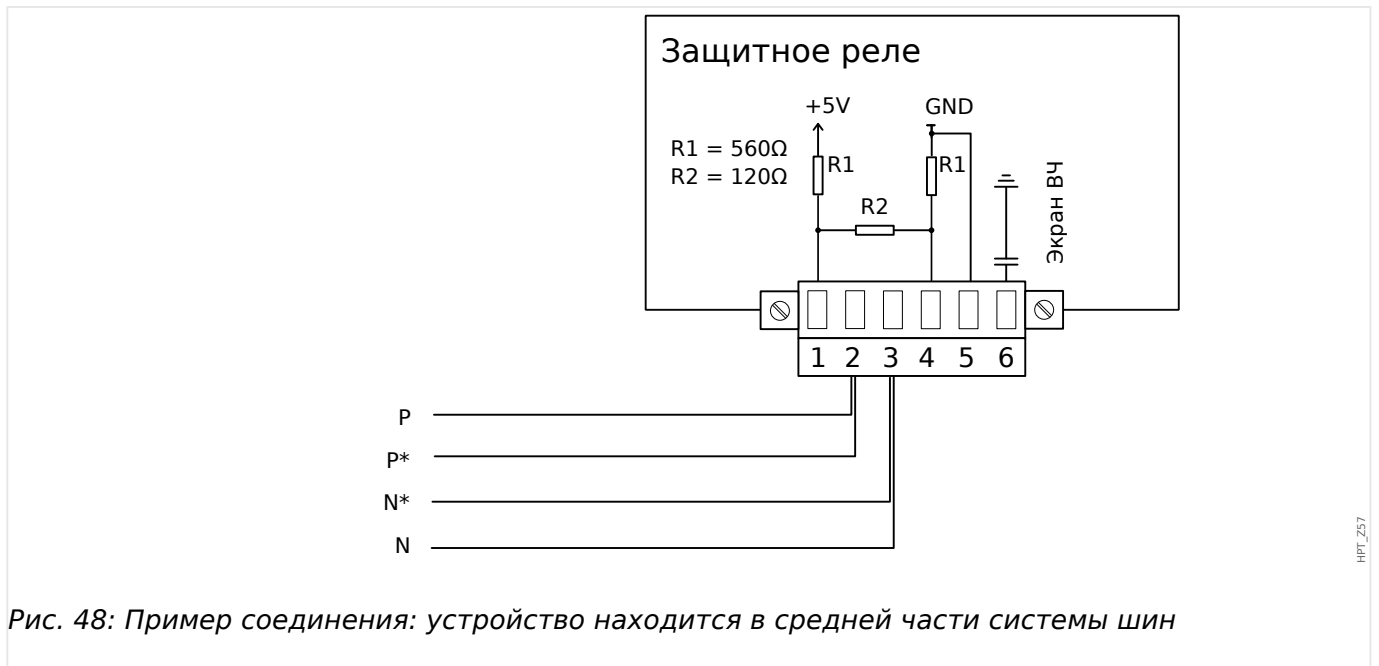 Защитное реле
+5V
GND
R1 = 560Ω
R2 = 120Ω
R1
R1
R2
Экран ВЧ
1 2 3 4 5 6
P
P*
N*
N
HPT_Z57
Рис. 48: Пример соединения: устройство находится в средней части системы шин